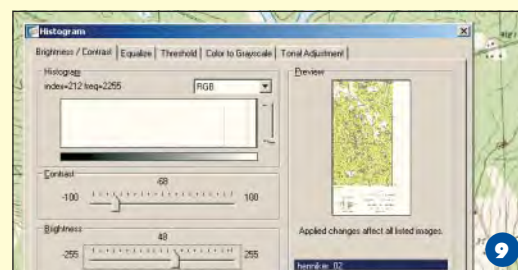 Histogram
Brightness / Contrast Equalize Threshold Color to Grayscale Tonal Adjustment
Histogram
index=212 freq=2255 RGB
Preview
Contrast
-68
-100 100
Brightness
48
-255 255
Applied changes affect all listed images.
henniker_02
9